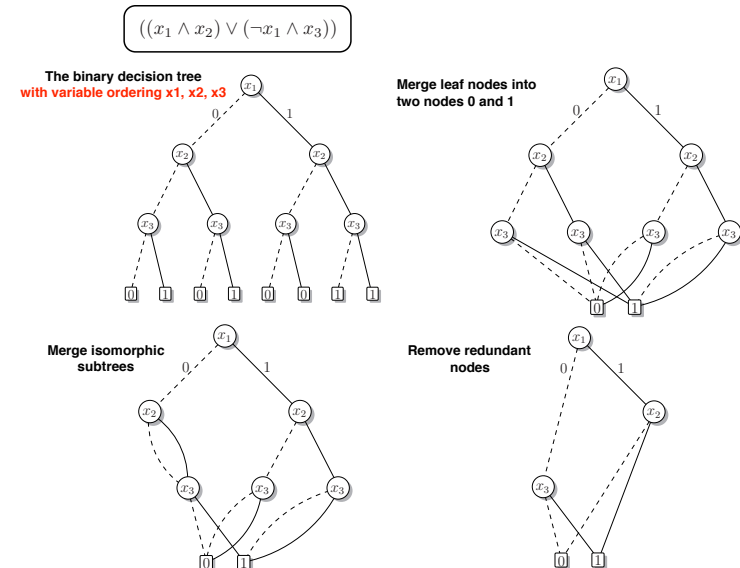 ((x₁ ∧ x₂) ∨ (¬x₁ ∧ x₃))
The binary decision tree
with variable ordering x1, x2, x3
x₁
0 1
x₂ x₂
x₃ x₃ x₃ x₃
0 1 0 1 0 0 1 1
Merge leaf nodes into
two nodes 0 and 1
x₁
0 1
x₂ x₂
x₃ x₃ x₃ x₃
0 1
Merge isomorphic
subtrees
x₁
0 1
x₂ x₂
x₃ x₃ x₃
0 1
Remove redundant
nodes
x₁
0 1
x₂
x₃
0 1